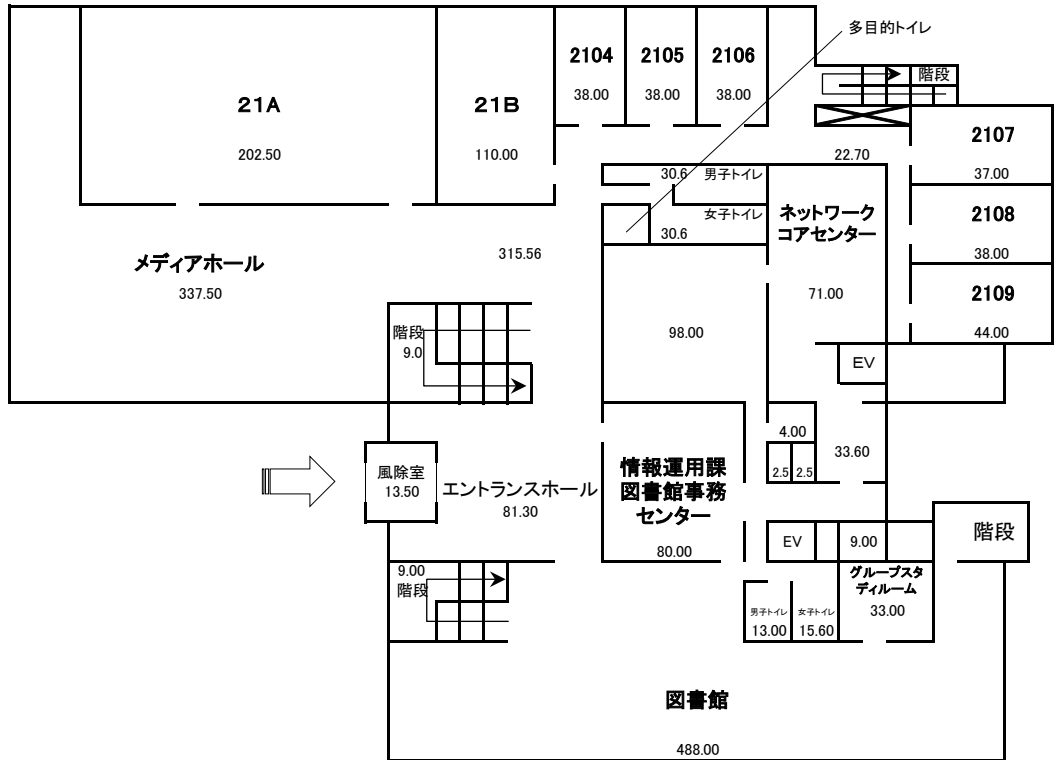 多目的トイレ
2104
2105
2106
階段
21A
21B
38.00
38.00
38.00
2107
202.50
110.00
22.70
37.00
30.6
男子トイレ
女子トイレ
30.6
ネットワーク
コアセンター
2108
38.00
メディアホール
337.50
315.56
71.00
2109
44.00
階段
9.0
98.00
EV
4.00
33.60
2.5
2.5
風除室
13.50
エントランスホール
81.30
情報運用課
図書館事務
センター
80.00
EV
9.00
階段
9.00
階段
グループスタ
ディルーム
33.00
男子トイレ
13.00
女子トイレ
15.60
図書館
488.00